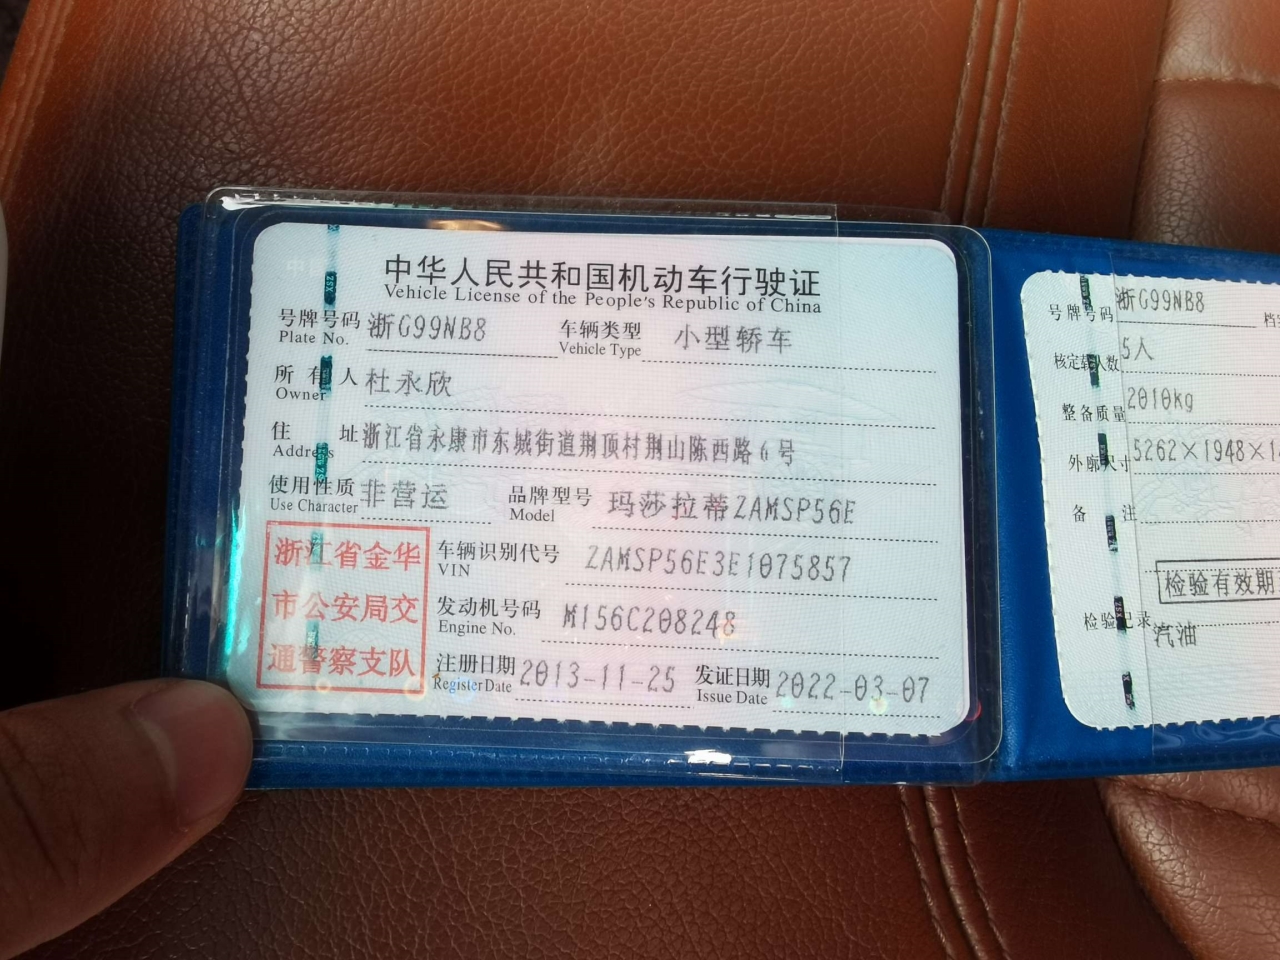 中华人民共和国机动车行驶证
Vehicle License of the People's Republic of China
号牌号码 浙G99NB8 车辆类型 小型轿车
Plate No. Vehicle Type
所有人 杜永欣
Owner
住址 浙江省永康市东城街道荆顶村荆山陈西路6号
Address
使用性质 非营运 品牌型号 玛莎拉蒂ZAMSP56E
Use Character Model
浙江省金华
市公安局交
通警察支队
车辆识别代号 ZAMSP56E3E1075857
VIN
发动机号码 M156C208248
Engine No.
注册日期 2013-11-25 发证日期 2022-03-07
Register Date Issue Date
号牌号码 浙G99NB8 档
核定载人数 5人
整备质量 2010kg
外廓尺寸 5262×1948×1
备注
检验有效期
检验记录
汽油